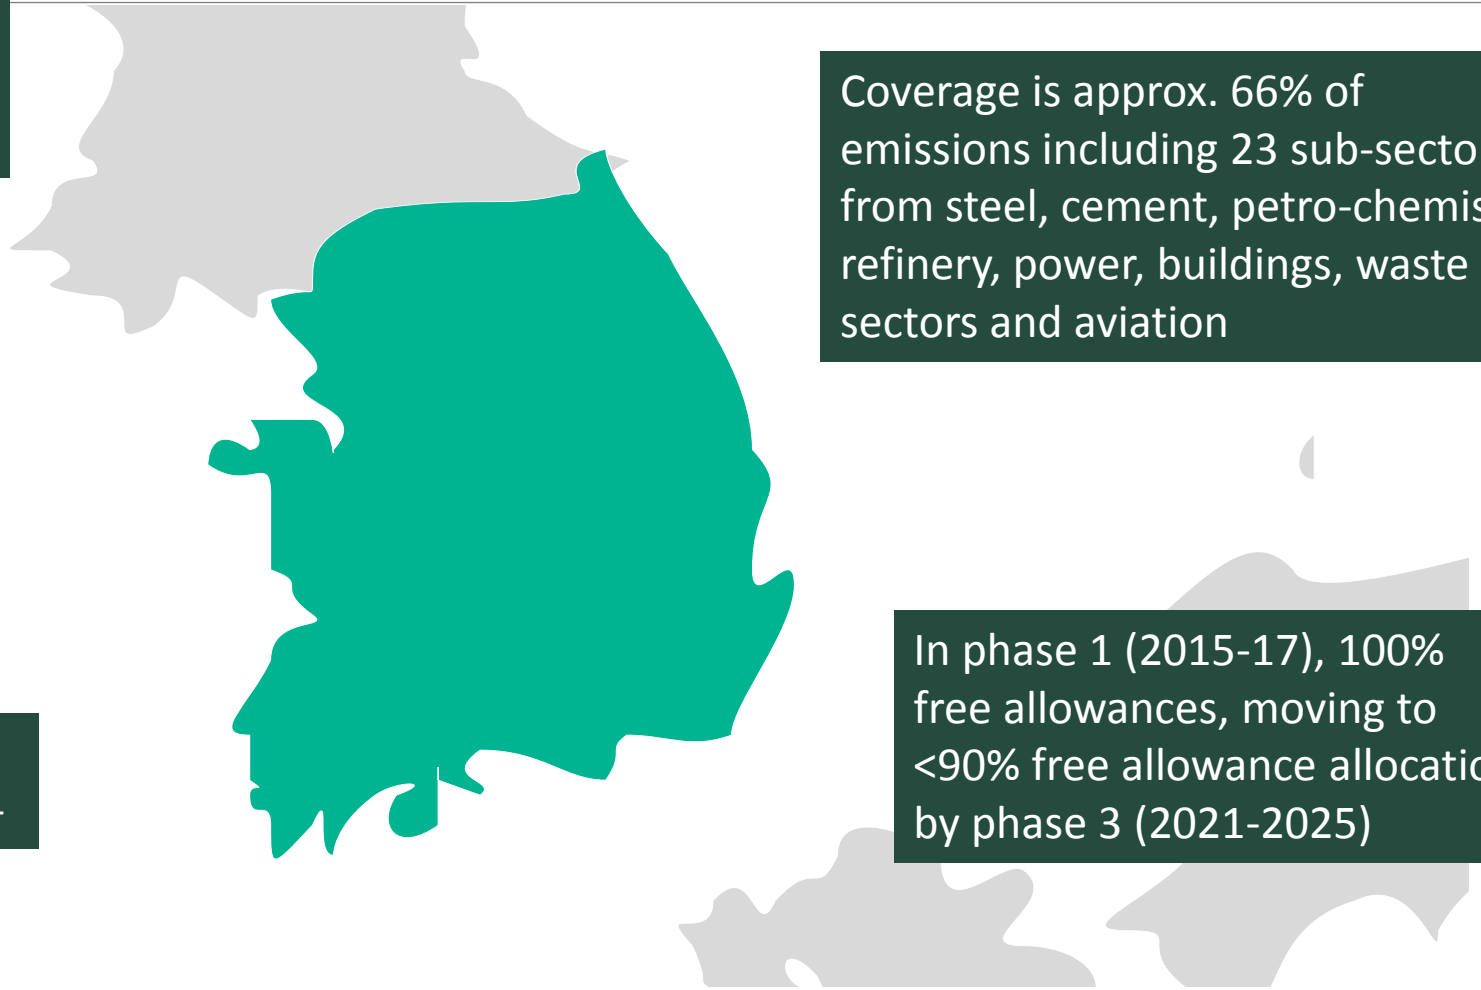 Coverage is approx. 66% of
emissions including 23 sub-secto
from steel, cement, petro-chemis
refinery, power, buildings, waste
sectors and aviation
In phase 1 (2015-17), 100%
free allowances, moving to
<90% free allowance allocatio
by phase 3 (2021-2025)